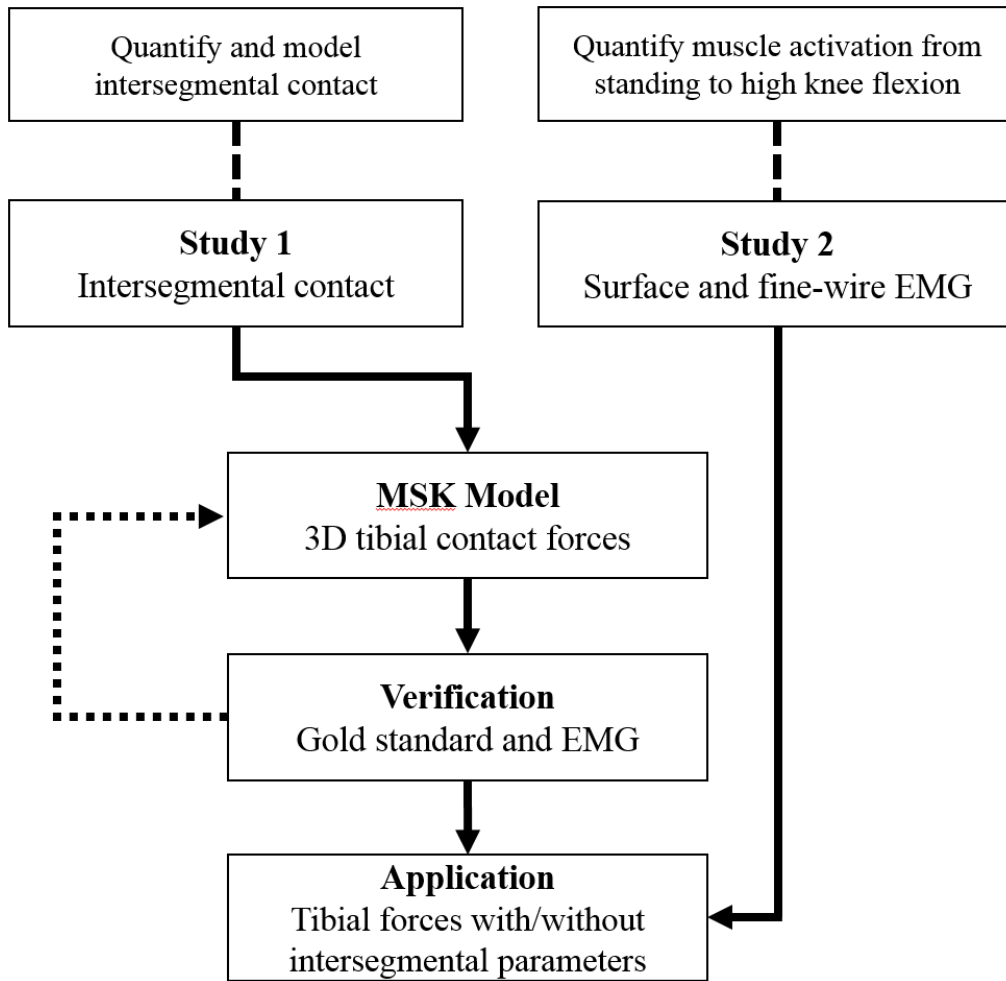 Quantify and model
intersegmental contact
Quantify muscle activation from
standing to high knee flexion
Study 1
Intersegmental contact
Study 2
Surface and fine-wire EMG
MSK Model
3D tibial contact forces
Verification
Gold standard and EMG
Application
Tibial forces with/without
intersegmental parameters